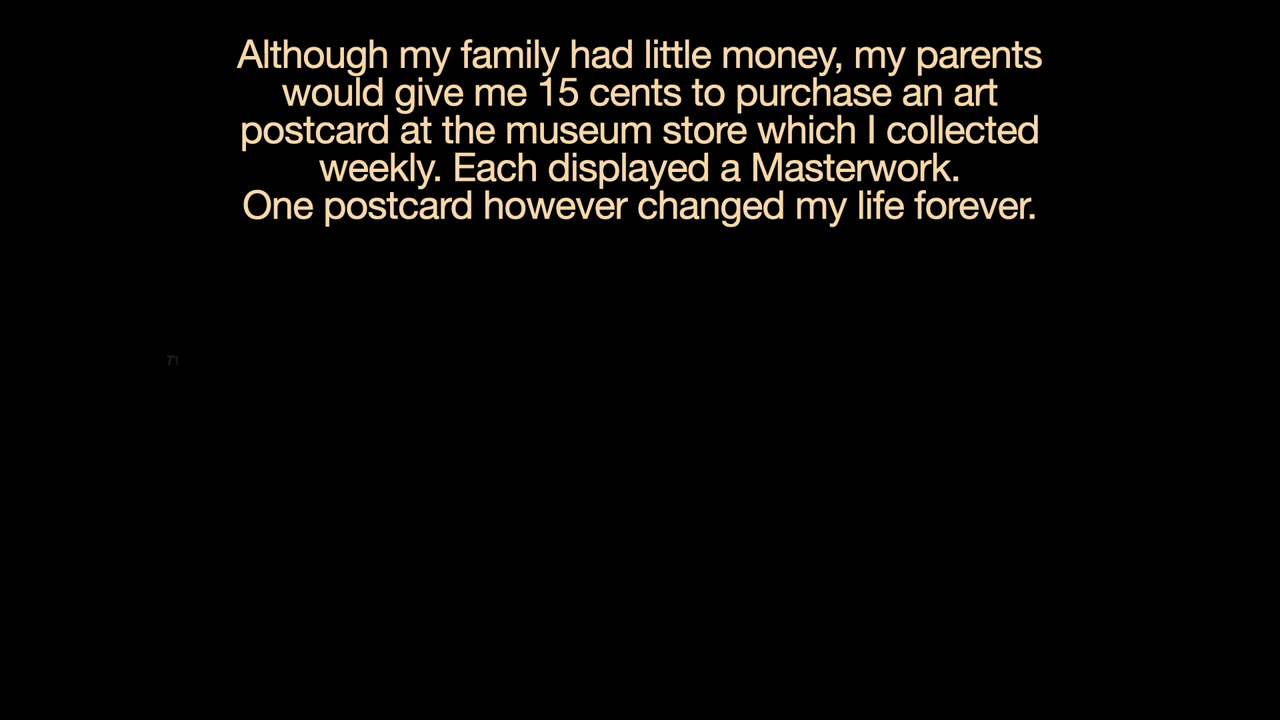 Although my family had little money, my parents
would give me 15 cents to purchase an art
postcard at the museum store which I collected
weekly. Each displayed a Masterwork.
One postcard however changed my life forever.